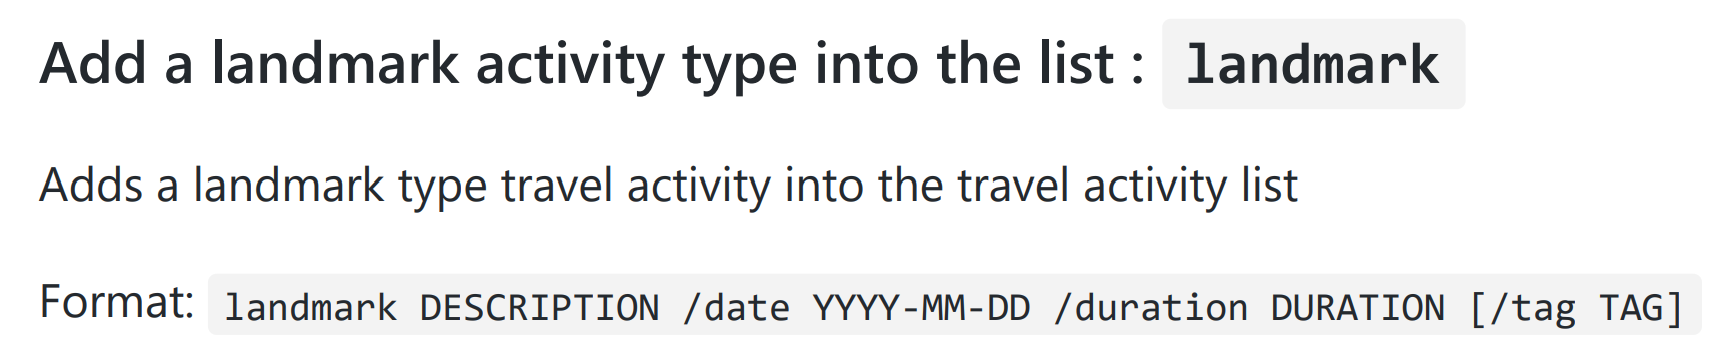 Add a landmark activity type into the list : landmark
Adds a landmark type travel activity into the travel activity list
Format: landmark DESCRIPTION /date YYYY-MM-DD /duration DURATION [/tag TAG]